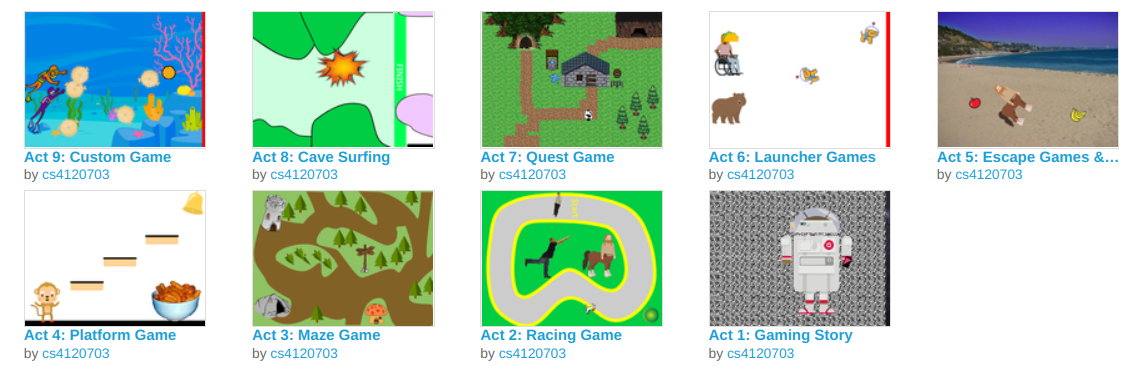 FINISH
Start
Act 9: Custom Game
by cs4120703
Act 8: Cave Surfing
by cs4120703
Act 7: Quest Game
by cs4120703
Act 6: Launcher Games
by cs4120703
Act 5: Escape Games &...
by cs4120703
Act 4: Platform Game
by cs4120703
Act 3: Maze Game
by cs4120703
Act 2: Racing Game
by cs4120703
Act 1: Gaming Story
by cs4120703